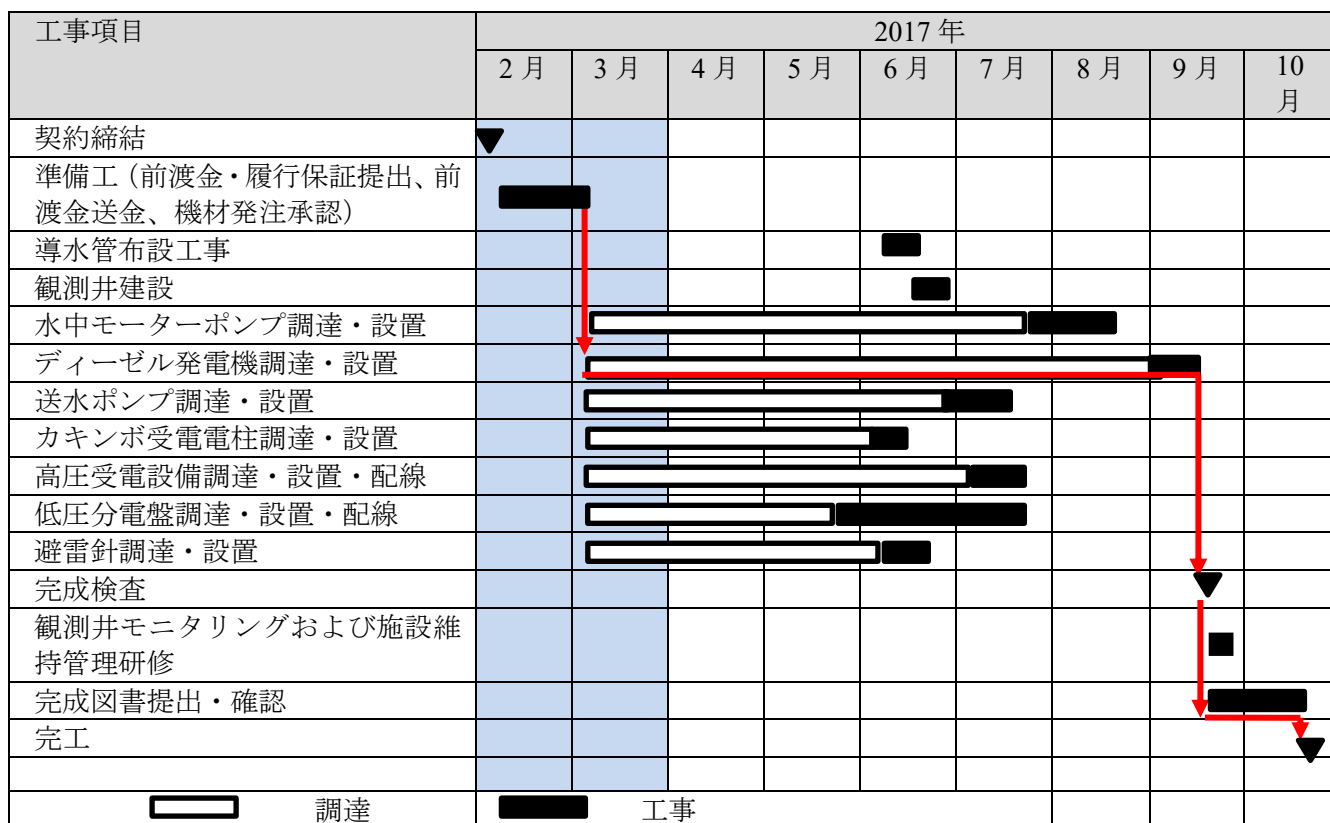 工事項目
2017 年
2 月 3 月 4 月 5 月 6 月 7 月 8 月 9 月 10
月
契約締結
準備工（前渡金・履行保証提出、前
渡金送金、機材発注承認）
導水管布設工事
観測井建設
水中モーターポンプ調達・設置
ディーゼル発電機調達・設置
送水ポンプ調達・設置
カキンボ受電電柱調達・設置
高圧受電設備調達・設置・配線
低圧分電盤調達・設置・配線
避雷針調達・設置
完成検査
観測井モニタリングおよび施設維
持管理研修
完成図書提出・確認
完工
調達 工事